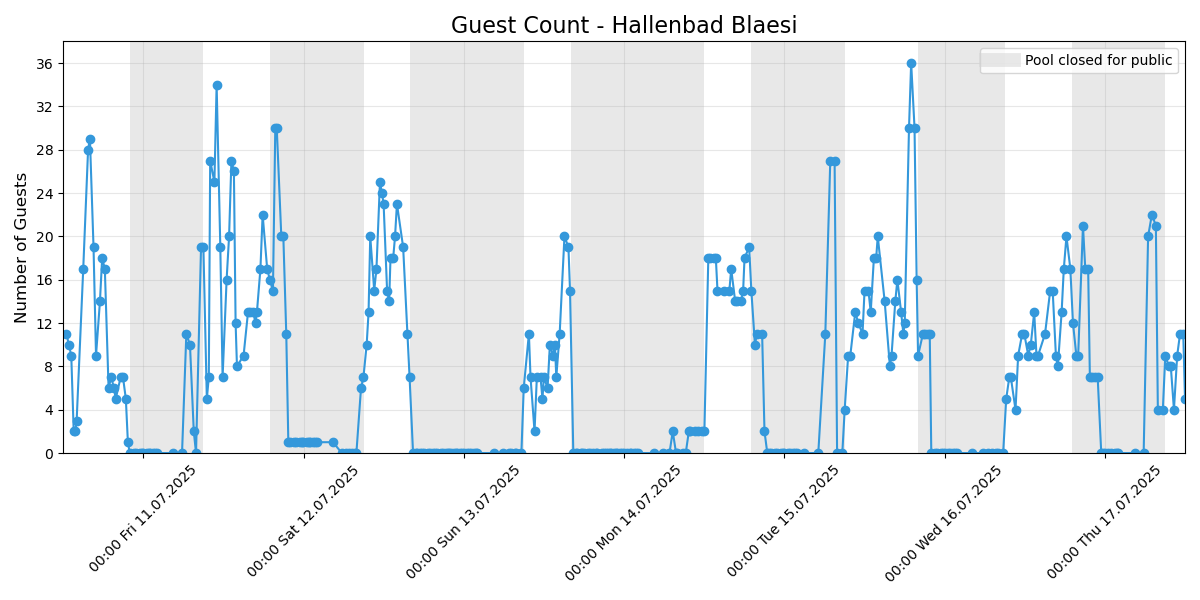 Guest Count - Hallenbad Blaesi
Pool closed for public
Number of Guests
36
32
28
24
20
16
12
8
4
0
00:00 Fri 11.07.2025
00:00 Sat 12.07.2025
00:00 Sun 13.07.2025
00:00 Mon 14.07.2025
00:00 Tue 15.07.2025
00:00 Wed 16.07.2025
00:00 Thu 17.07.2025